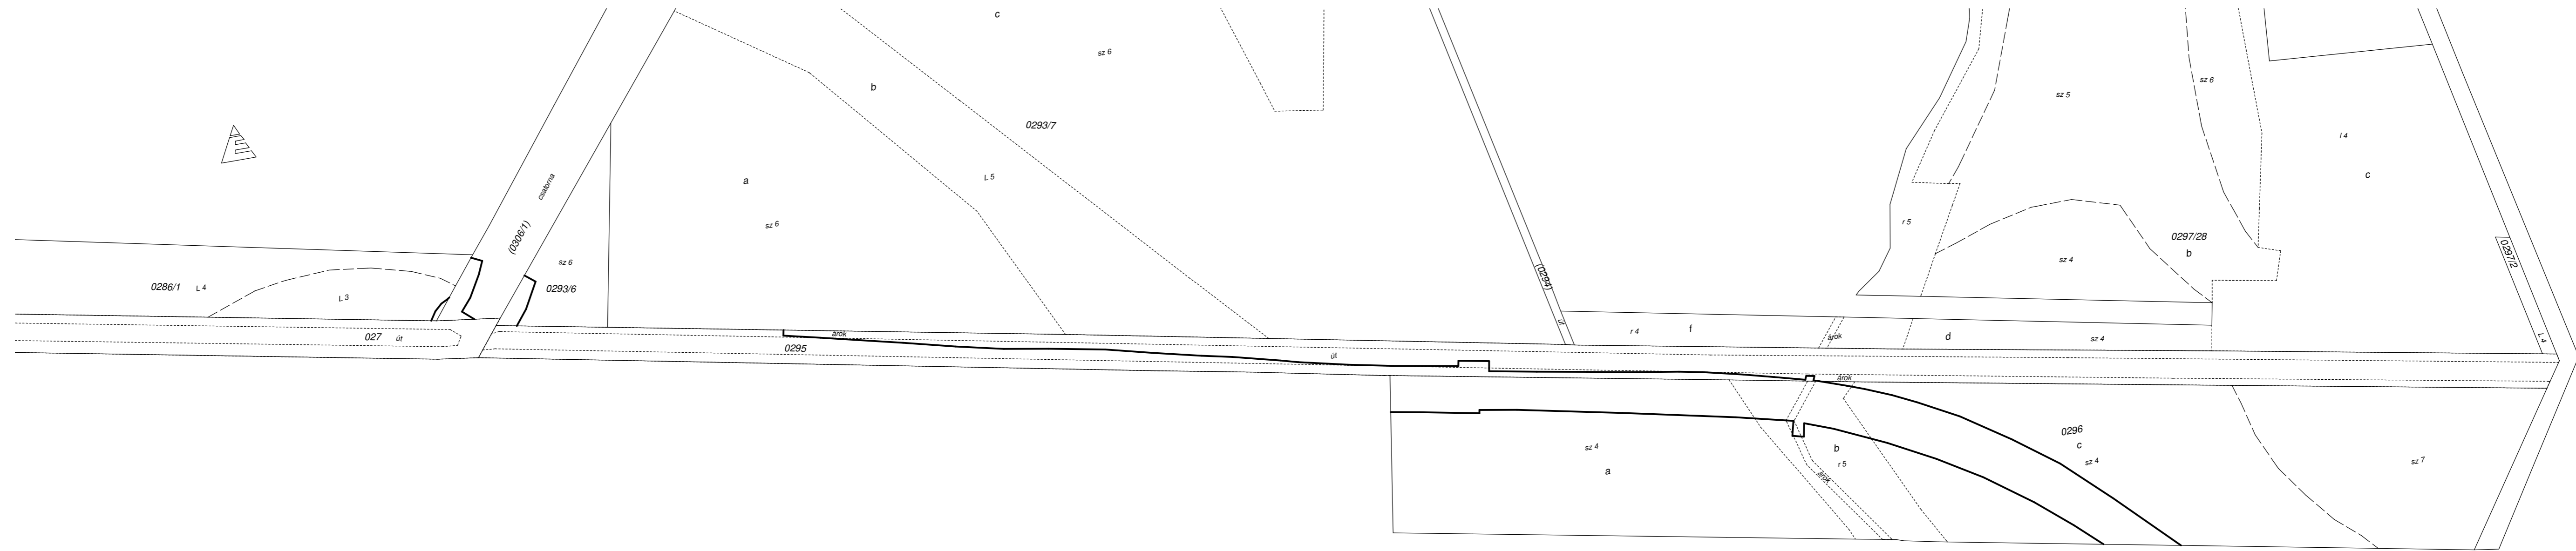 c
sz 6
b
0293/7
a
L 5
sz 6
csatorna
(0306/1)
sz 6
0293/6
0286/1
L 4
L 3
027
út
árok
0295
út
(0294)
út
r 4
f
árok
d
sz 4
r 5
sz 5
sz 6
l 4
c
0297/28
b
sz 4
0297/2
L 4
árok
sz 4
a
b
r 5
árok
0296
c
sz 4
sz 7